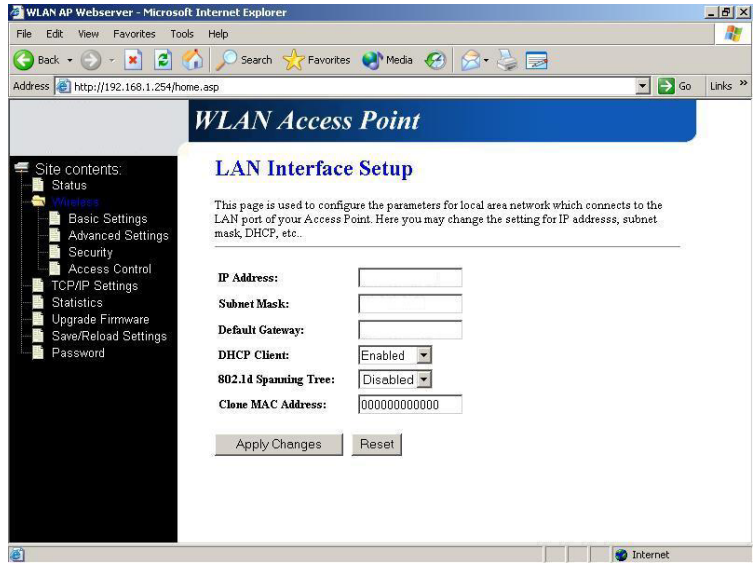 WLAN AP Webserver - Microsoft Internet Explorer
File Edit View Favorites Tools Help
Back Search Favorites Media
Address http://192.168.1.254/home.asp Go Links »
WLAN Access Point
Site contents:
Status
Wireless
Basic Settings
Advanced Settings
Security
Access Control
TCP/IP Settings
Statistics
Upgrade Firmware
Save/Reload Settings
Password
LAN Interface Setup
This page is used to configure the parameters for local area network which connects to the
LAN port of your Access Point. Here you may change the setting for IP addresss, subnet
mask, DHCP, etc..
IP Address:
Subnet Mask:
Default Gateway:
DHCP Client: Enabled
802.1d Spanning Tree: Disabled
Clone MAC Address: 000000000000
Apply Changes Reset
Internet